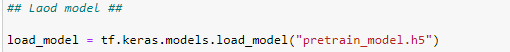 ## Laod model ##
load_model = tf.keras.models.load_model("pretrain_model.h5")